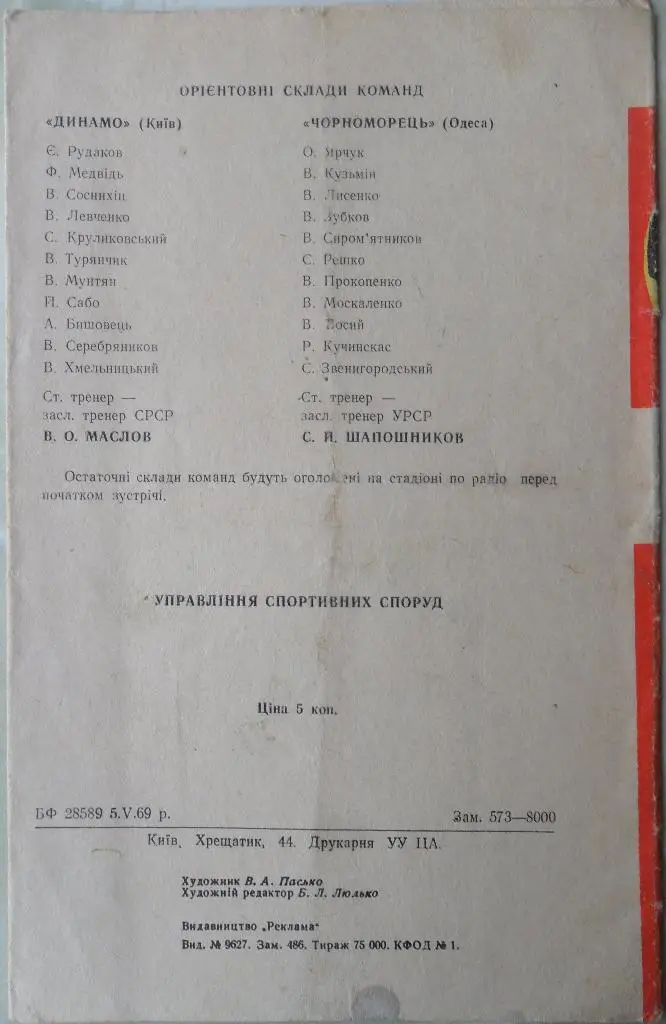 ОРІЄНТОВНІ СКЛАДИ КОМАНД
«ДИНАМО» (Київ) «ЧОРНОМОРЕЦЬ» (Одеса)
Є. Рудаков О. Ярчук
Ф. Медвідь В. Кузьмін
В. Соснихін В. Лисенко
В. Левченко В. Зубков
С. Круликовський В. Сиром’ятников
В. Турянчик С. Решко
В. Мунтян В. Прокопенко
Й. Сабо В. Москаленко
А. Бишовець В. Лосий
В. Серебряников Р. Кучинскас
В. Хмельницький С. Звенигородський
Ст. тренер — Ст. тренер —
засл. тренер СРСР засл. тренер УРСР
В. О. МАСЛОВ С. Й. ШАПОШНИКОВ
Остаточні склади команд будуть оголошені на стадіоні по радіо перед
початком зустрічі.
УПРАВЛІННЯ СПОРТИВНИХ СПОРУД
Ціна 5 коп.
БФ 28589 5.V.69 р. Зам. 573—8000
Київ, Хрещатик, 44. Друкарня УУ ЦА.
Художник В. А. Пасько
Художній редактор Б. Л. Люлько
Видавництво „Реклама“
Вид. № 9627. Зам. 486. Тираж 75 000. КФОД № 1.